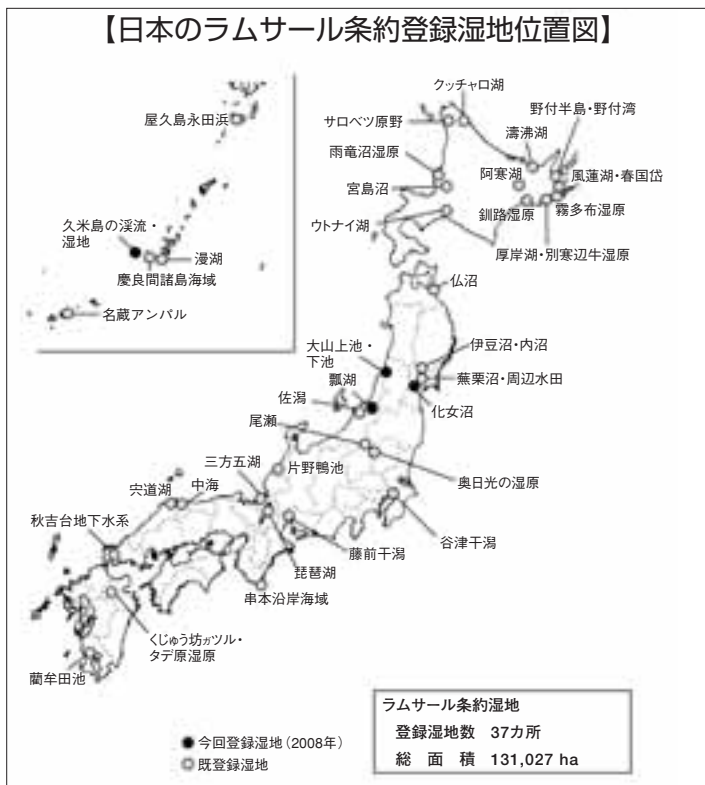 【日本のラムサール条約登録湿地位置図】
クッチャロ湖
屋久島永田浜
サロベツ原野
野付半島・野付湾
濤沸湖
雨竜沼湿原
阿寒湖
風蓮湖・春国岱
宮島沼
久米島の渓流・
湿地
ウトナイ湖
釧路湿原
霧多布湿原
漫湖
厚岸湖・別寒辺牛湿原
慶良間諸島海域
仏沼
名蔵アンパル
大山上池・
下池
伊豆沼・内沼
瓢湖
蕪栗沼・周辺水田
佐潟
化女沼
尾瀬
三方五湖
片野鴨池
奥日光の湿原
宍道湖
中海
秋吉台地下水系
谷津干潟
藤前干潟
琵琶湖
串本沿岸海域
くじゅう坊ガツル・
タデ原湿原
藺牟田池
ラムサール条約湿地
登録湿地数 37カ所
総 面 積 131,027 ha
●今回登録湿地(2008年)
○既登録湿地